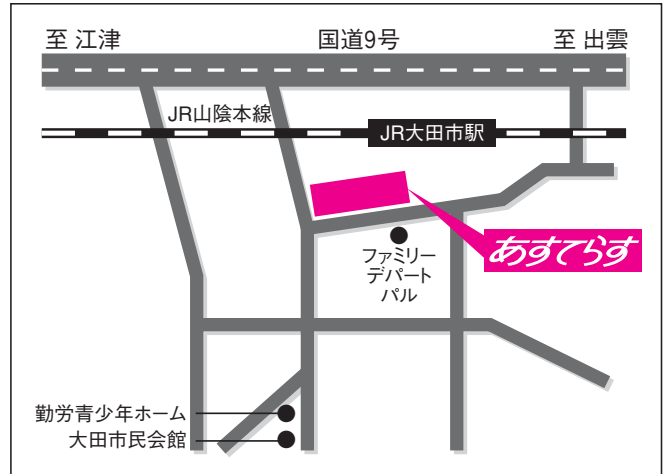 至 江津
国道9号
至 出雲
JR山陰本線
JR大田市駅
あすてらす
ファミリー
デパート
パル
勤労青少年ホーム
大田市民会館